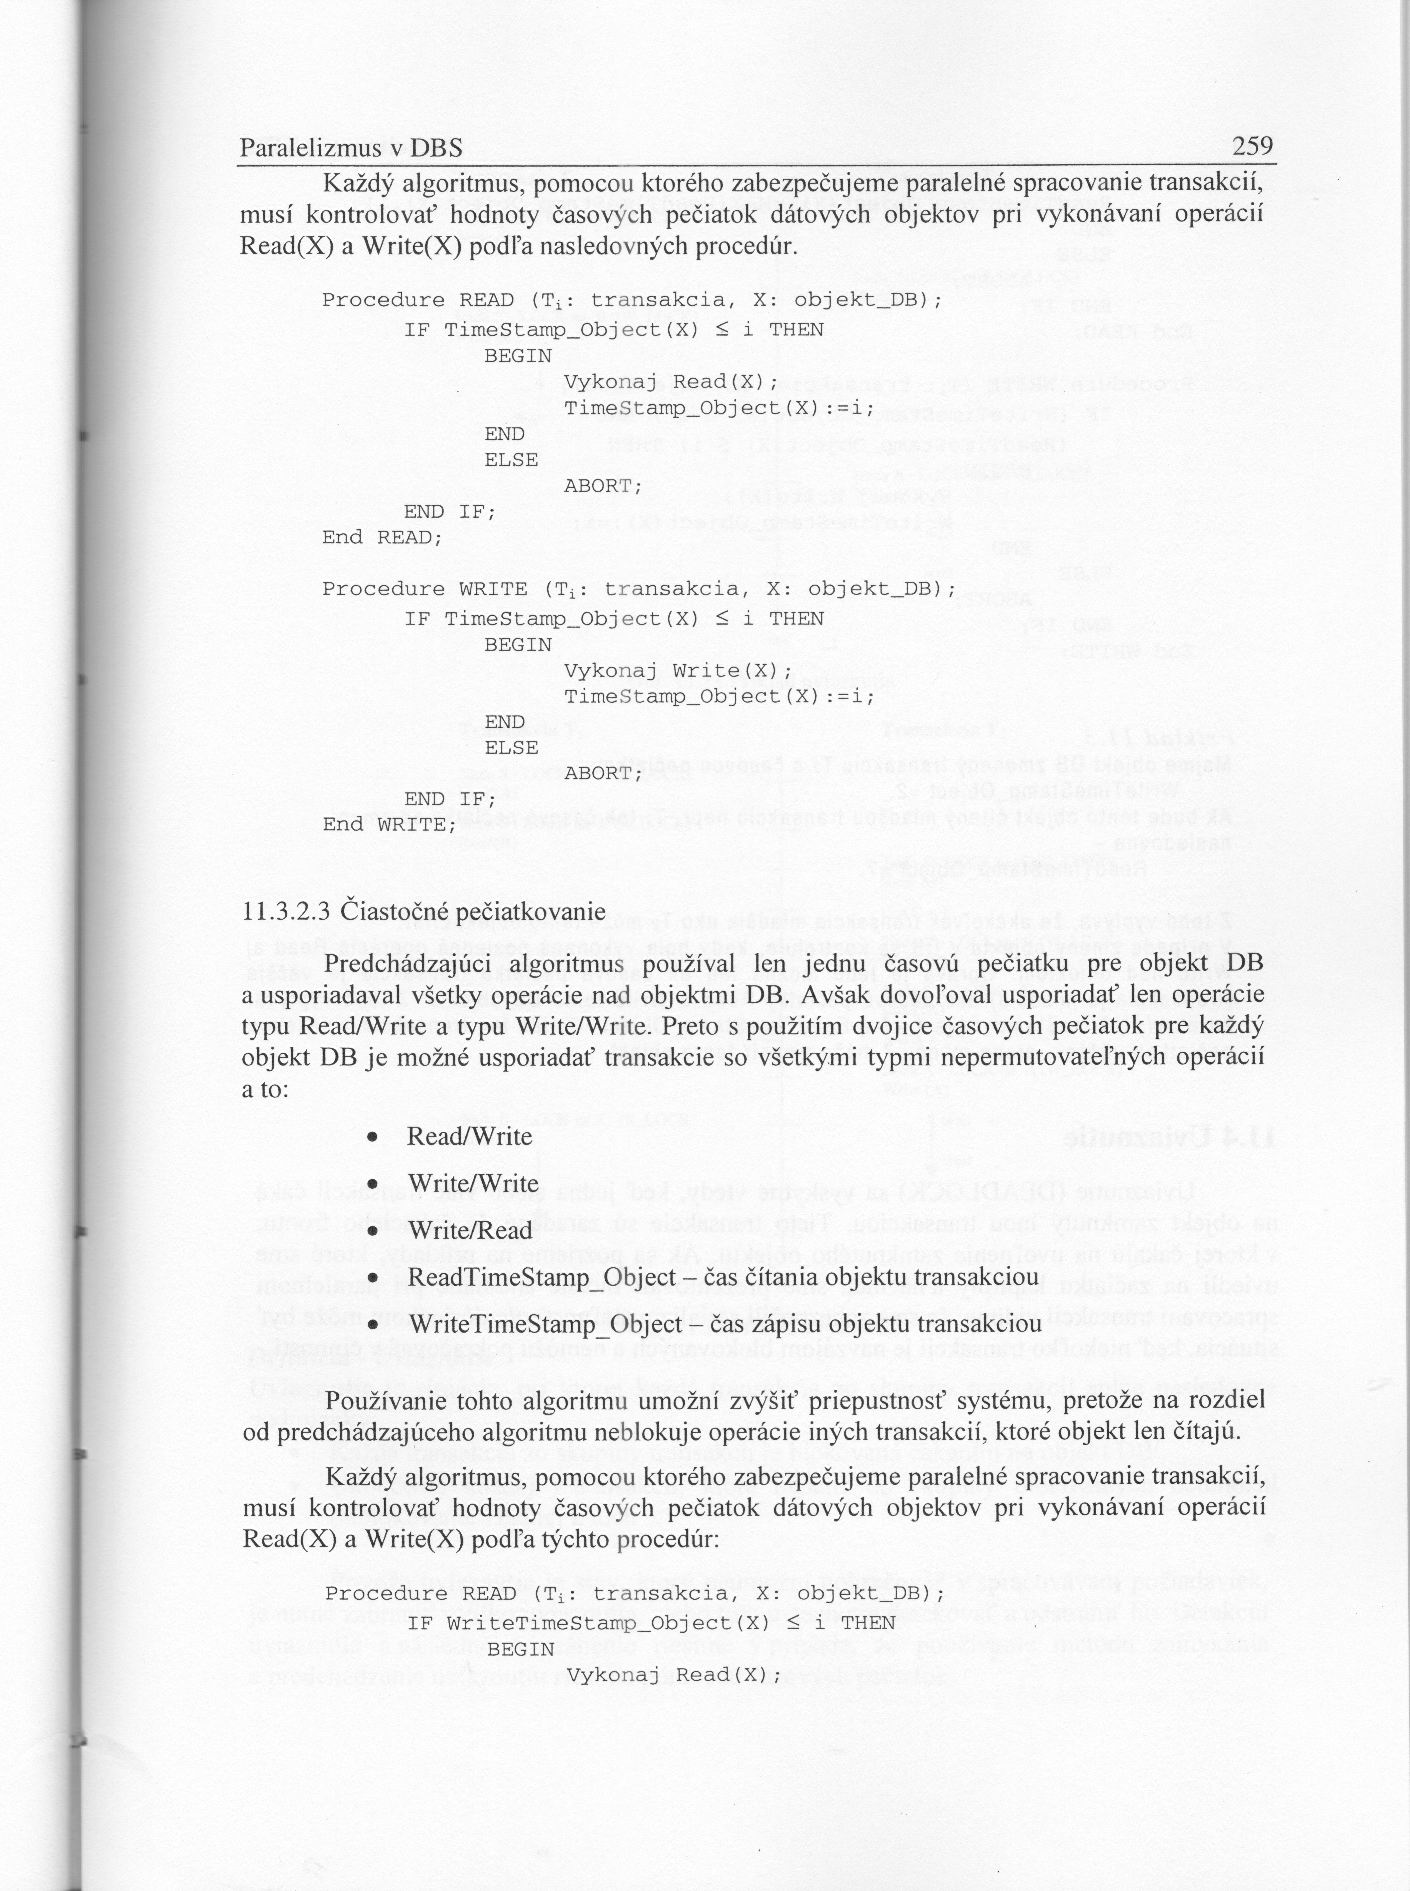 Paralelizmus v DBS 259
Každý algoritmus, pomocou ktorého zabezpečujeme paralelné spracovanie transakcií,
musí kontrolovať hodnoty časových pečiatok dátových objektov pri vykonávaní operácií
Read(X) a Write(X) podľa nasledovných procedúr.
Procedure READ (Ti: transakcia, X: objekt_DB);
IF TimeStamp_Object(X) ≤ i THEN
BEGIN
Vykonaj Read(X);
TimeStamp_Object(X):=i;
END
ELSE
ABORT;
END IF;
End READ;
Procedure WRITE (Ti: transakcia, X: objekt_DB);
IF TimeStamp_Object(X) ≤ i THEN
BEGIN
Vykonaj Write(X);
TimeStamp_Object(X):=i;
END
ELSE
ABORT;
END IF;
End WRITE;
11.3.2.3 Čiastočné pečiatkovanie
Predchádzajúci algoritmus používal len jednu časovú pečiatku pre objekt DB
a usporiadaval všetky operácie nad objektmi DB. Avšak dovoľoval usporiadať len operácie
typu Read/Write a typu Write/Write. Preto s použitím dvojice časových pečiatok pre každý
objekt DB je možné usporiadať transakcie so všetkými typmi nepermutovateľných operácií
a to:
• Read/Write
• Write/Write
• Write/Read
• ReadTimeStamp_Object – čas čítania objektu transakciou
• WriteTimeStamp_Object – čas zápisu objektu transakciou
Používanie tohto algoritmu umožní zvýšiť priepustnosť systému, pretože na rozdiel
od predchádzajúceho algoritmu neblokuje operácie iných transakcií, ktoré objekt len čítajú.
Každý algoritmus, pomocou ktorého zabezpečujeme paralelné spracovanie transakcií,
musí kontrolovať hodnoty časových pečiatok dátových objektov pri vykonávaní operácií
Read(X) a Write(X) podľa týchto procedúr:
Procedure READ (Ti: transakcia, X: objekt_DB);
IF WriteTimeStamp_Object(X) ≤ i THEN
BEGIN
Vykonaj Read(X);